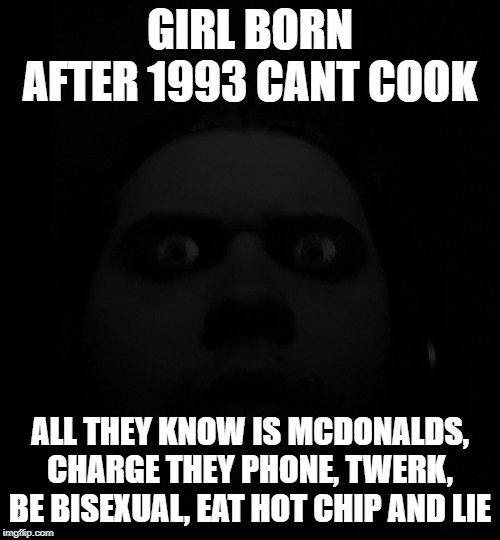 GIRL BORN
AFTER 1993 CANT COOK
ALL THEY KNOW IS MCDONALDS,
CHARGE THEY PHONE, TWERK,
BE BISEXUAL, EAT HOT CHIP AND LIE
imgflip.com